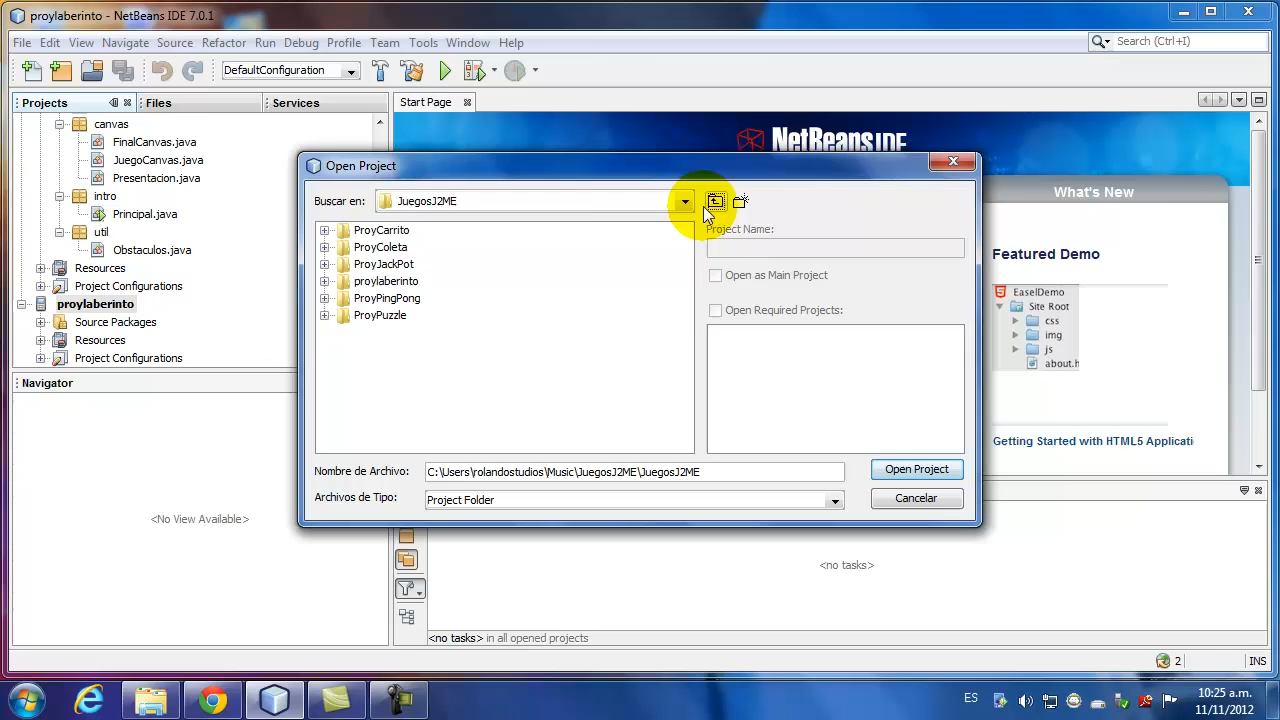 proylaberinto - NetBeans IDE 7.0.1
File Edit View Navigate Source Refactor Run Debug Profile Team Tools Window Help
Search (Ctrl+I)
DefaultConfiguration
Projects
Files
Services
Start Page
canvas
FinalCanvas.java
JuegoCanvas.java
Presentacion.java
intro
Principal.java
util
Obstaculos.java
Resources
Project Configurations
proylaberinto
Source Packages
Resources
Project Configurations
Navigator
<No View Available>
NetBeans IDE
What's New
Featured Demo
EaselDemo
Site Root
css
img
js
about.h
Getting Started with HTML5 Applicati
Open Project
Buscar en:
JuegosJ2ME
ProyCarrito
ProyColeta
ProyJackPot
proylaberinto
ProyPingPong
ProyPuzzle
Project Name:
Open as Main Project
Open Required Projects:
Nombre de Archivo:
C:\Users\rolandostudios\Music\JuegosJ2ME\JuegosJ2ME
Open Project
Archivos de Tipo:
Project Folder
Cancelar
<no tasks>
<no tasks> in all opened projects
2
INS
ES
10:25 a.m.
11/11/2012